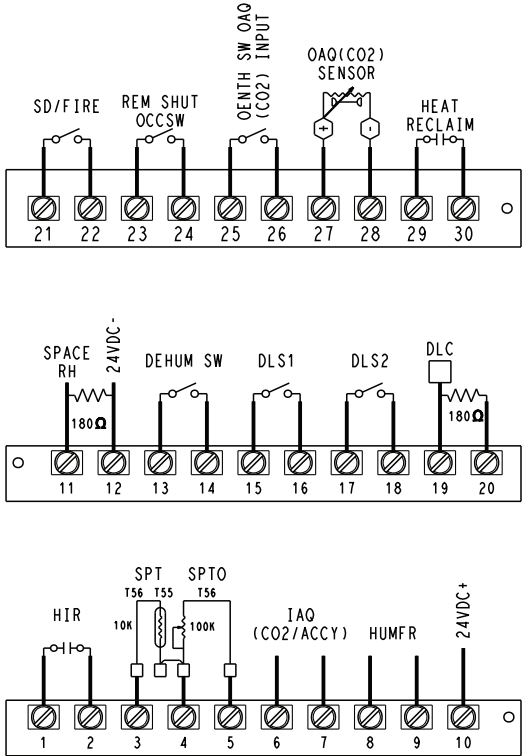 OENTH SW OAQ
(CO2) INPUT
OAQ(CO2)
SENSOR
SD/FIRE
REM SHUT
OCCSW
HEAT
RECLAIM
+ -
21 22 23 24 25 26 27 28 29 30
SPACE
RH
24VDC-
DEHUM SW
DLS1
DLS2
DLC
180Ω
180Ω
11 12 13 14 15 16 17 18 19 20
SPT SPTO
T56 T55 T56
HIR
10K
100K
IAQ
(CO2/ACCY)
HUMFR
24VDC+
1 2 3 4 5 6 7 8 9 10